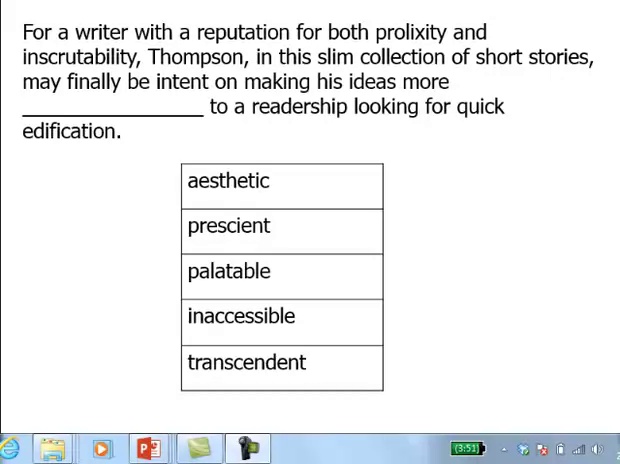 For a writer with a reputation for both prolixity and
inscrutability, Thompson, in this slim collection of short stories,
may finally be intent on making his ideas more
_________________ to a readership looking for quick
edification.
aesthetic
prescient
palatable
inaccessible
transcendent
(3:51)